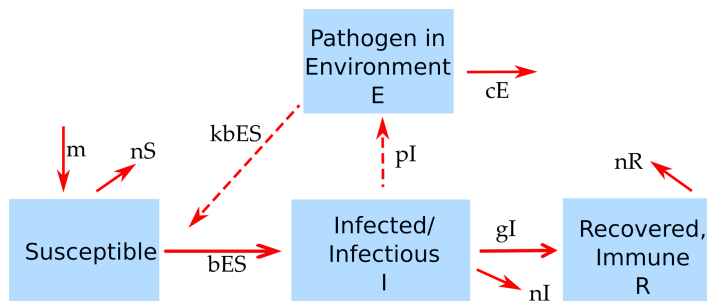 Pathogen in
Environment
E
cE
kbES
pI
m
nS
nR
Susceptible
bES
Infected/
Infectious
I
gI
nI
Recovered,
Immune
R